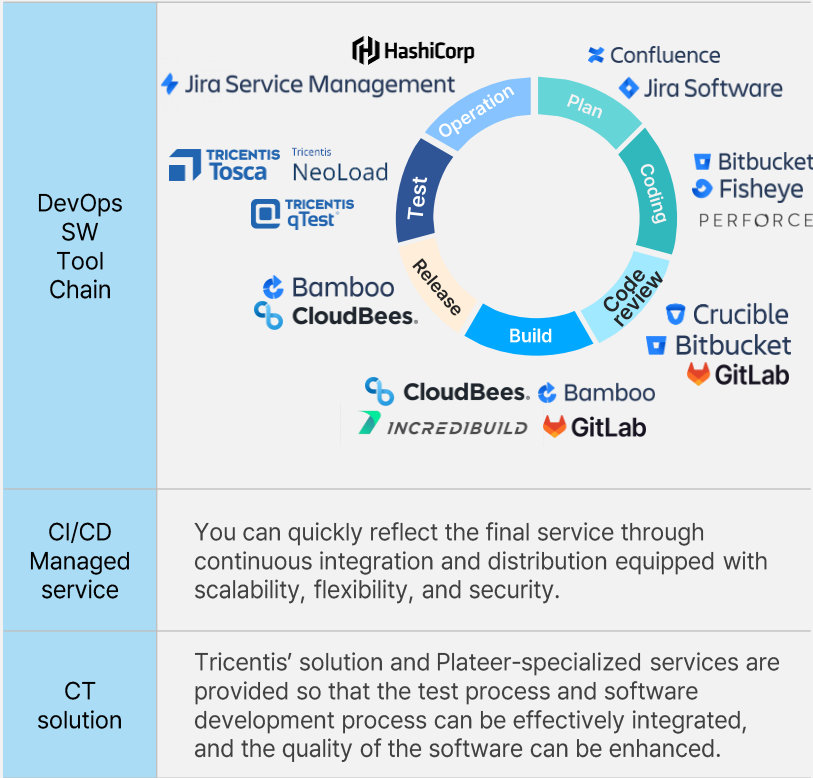 DevOps
SW
Tool
Chain
HashiCorp
Jira Service Management
Confluence
Jira Software
Operation
Plan
TRICENTIS
Tosca
Tricentis
NeoLoad
TRICENTIS
qTest®
Test
Coding
Bitbucket
Fisheye
PERFORCE
Release
Code
review
Build
Bamboo
CloudBees.
Crucible
Bitbucket
GitLab
CloudBees.
Bamboo
INCREDIBUILD
GitLab
CI/CD
Managed
service
You can quickly reflect the final service through
continuous integration and distribution equipped with
scalability, flexibility, and security.
CT
solution
Tricentis’ solution and Plateer-specialized services are
provided so that the test process and software
development process can be effectively integrated,
and the quality of the software can be enhanced.